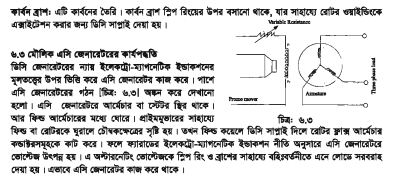 কার্বন ব্রাশ: এটি কার্বনের তৈরি। কার্বন ব্রাশ স্লিপ রিংয়ের উপর বসানো থাকে, যার সাহায্যে রোটর ওয়াইন্ডিংকে
এক্সাইটেশন করার জন্য ডিসি সাপ্লাই দেয়া হয়।
Variable Resistance
৬.৩ মৌলিক এসি জেনারেটরের কার্যপদ্ধতি
ডিসি জেনারেটরের ন্যায় ইলেকট্রো-ম্যাগনেটিক ইন্ডাকশনের
মূলতত্ত্বের উপর ভিত্তি করে এসি জেনারেটর কাজ করে। পাশে
এসি জেনারেটরের গঠন [চিত্র: ৬.৩] অঙ্কন করে দেখানো
হলো। এসি জেনারেটরে আর্মেচার বা স্টেটর স্থির থাকে।
আর ফিল্ড আর্মেচারের মধ্যে ঘোরে। প্রাইমমুভারের সাহায্যে
Three phase load
Armature
Prome mover
চিত্র: ৬.৩
ফিল্ড বা রোটরকে ঘুরালে চৌম্বকক্ষেত্রের সৃষ্টি হয়। তখন ফিল্ড কয়েলে ডিসি সাপ্লাই দিলে রোটর ফ্লাক্স আর্মেচার
কন্ডাক্টরসমূহকে কাট করে। ফলে ফ্যারাডের ইলেকট্রো-ম্যাগনেটিক ইন্ডাকশন নীতি অনুসারে এসি জেনারেটরে
ভোল্টেজ উৎপন্ন হয়। এ অল্টারনেটিং ভোল্টেজকে স্লিপ রিং ও ব্রাশের সাহায্যে বহিঃবর্তনীতে এনে লোডে সরবরাহ
দেয়া হয়। এভাবে এসি জেনারেটর কাজ করে থাকে।